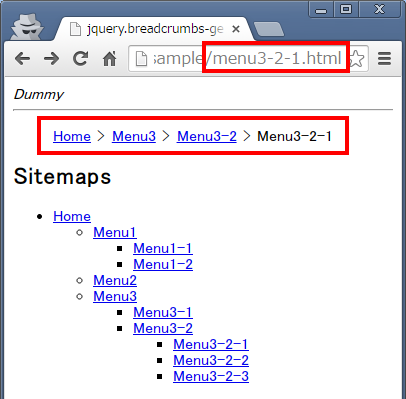 jquery.breadcrumbs-ge
sample/menu3-2-1.html
Dummy
Home > Menu3 > Menu3-2 > Menu3-2-1
Sitemaps
Home
Menu1
Menu1-1
Menu1-2
Menu2
Menu3
Menu3-1
Menu3-2
Menu3-2-1
Menu3-2-2
Menu3-2-3